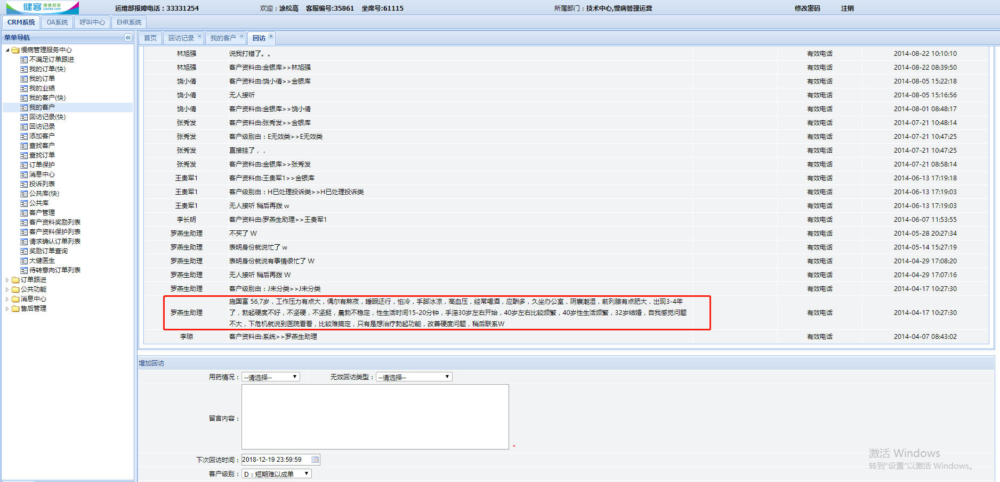 健客 健康到家
jianke.com
运维部报障电话：33331254 欢迎：涂松高 客服编号:35861 坐席号:61115 所属部门：技术中心,慢病管理运营 修改密码 注销
CRM系统 OA系统 呼叫中心 EHR系统
菜单导航
首页 回访记录 我的客户 回访
慢病管理服务中心
不满足订单跟进
我的订单(快)
我的订单
我的业绩
我的客户(快)
我的客户
回访记录(快)
回访记录
添加客户
查找客户
查找订单
订单保护
消息中心
投诉列表
公共库(快)
公共库
客户管理
客户资料奖励列表
客户资料保护列表
请求确认订单列表
奖励订单查询
大健医生
待转意向订单列表
订单跟进
公共功能
消息中心
售后管理
林旭强 说我打错了。。 有效电话 2014-08-22 10:10:10
林旭强 客户资料由:金银库>>林旭强 有效电话 2014-08-22 08:39:50
饶小倩 客户资料由:饶小倩>>金银库 有效电话 2014-08-05 15:22:18
饶小倩 无人接听 有效电话 2014-08-05 15:16:56
饶小倩 客户资料由:金银库>>饶小倩 有效电话 2014-08-01 08:48:17
张秀发 客户资料由:张秀发>>金银库 有效电话 2014-07-21 10:48:14
张秀发 客户级别由：E无效类>>E无效类 有效电话 2014-07-21 10:47:25
张秀发 直接挂了，， 有效电话 2014-07-21 10:47:25
张秀发 客户资料由:金银库>>张秀发 有效电话 2014-07-21 08:58:14
王贵军1 客户资料由:王贵军1>>金银库 有效电话 2014-06-13 17:19:18
王贵军1 客户级别由：H已处理投诉类>>H已处理投诉类 有效电话 2014-06-13 17:19:03
王贵军1 无人接听 稍后再拨 w 有效电话 2014-06-13 17:19:03
李长明 客户资料由:罗燕生助理>>王贵军1 有效电话 2014-06-07 11:53:55
罗燕生助理 不买了 W 有效电话 2014-05-28 20:27:34
罗燕生助理 表明身份就说忙了 w 有效电话 2014-05-14 15:27:19
罗燕生助理 表明身份就说有事情很忙了 W 有效电话 2014-04-29 17:08:20
罗燕生助理 无人接听 稍后再拨 W 有效电话 2014-04-29 17:07:16
罗燕生助理 客户级别由：J未分类>>J未分类 有效电话 2014-04-17 10:27:30
施国富 56,7岁，工作压力有点大，偶尔有熬夜，睡眠还行，怕冷，手脚冰凉，高血压，经常喝酒，应酬多，久坐办公室，阴囊潮湿，前列腺有点肥大，出现3-4年
罗燕生助理 了，勃起硬度不好，不坚硬，不坚挺，晨勃不稳定，性生活时间15-20分钟，手淫30岁左右开始，40岁左右比较频繁，40岁性生活频繁，32岁结婚，自我感觉问题 有效电话 2014-04-17 10:27:30
不大，下危机就说到医院看看，比较难搞定，只有是想治疗勃起功能，改善硬度问题，稍后联系W
李琼 客户资料由:系统>>罗燕生助理 有效电话 2014-04-07 08:43:02
增加回访
用药情况： --请选择-- 无效回访类型： --请选择--
留言内容：
*
下次回访时间： 2018-12-19 23:59:59
客户级别： D：短期难以成单
激活 Windows
转到“设置”以激活 Windows。